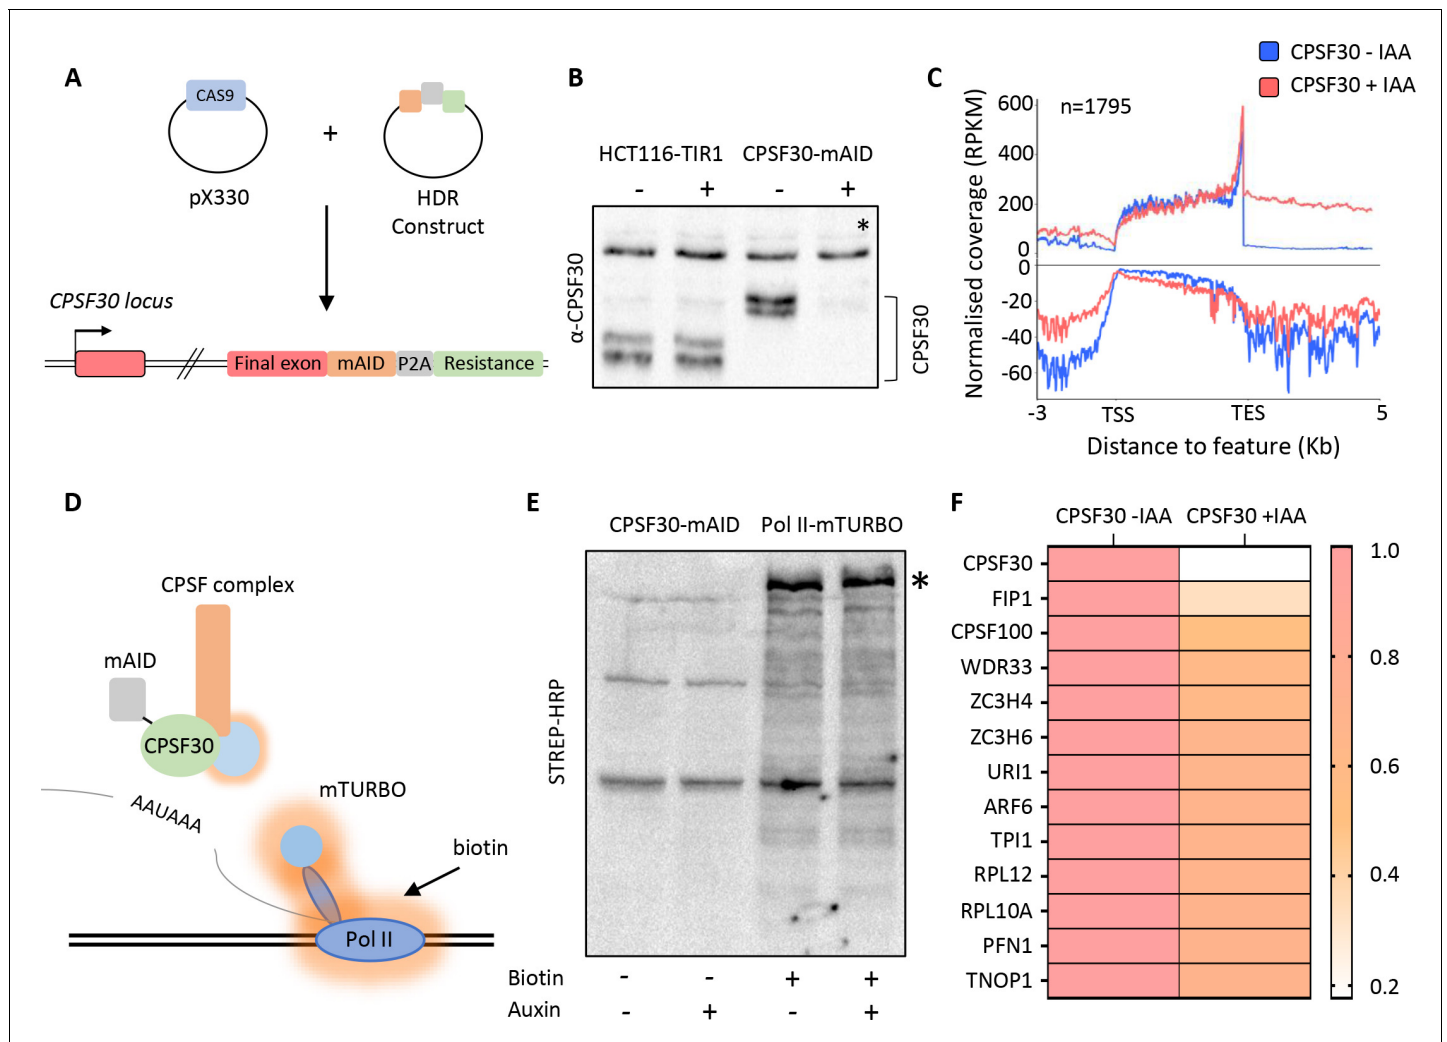 A
CAS9
pX330
+
HDR
Construct
CPSF30 locus
Final exon
mAID
P2A
Resistance
B
HCT116-TIR1
CPSF30-mAID
-
+
-
+
*
α-CPSF30
CPSF30
C
CPSF30 - IAA
CPSF30 + IAA
n=1795
Normalised coverage (RPKM)
600
400
200
0
0
-20
-40
-60
-3
TSS
TES
5
Distance to feature (Kb)
D
CPSF complex
mAID
CPSF30
AAUAAA
mTURBO
biotin
Pol II
E
CPSF30-mAID
Pol II-mTURBO
*
STREP-HRP
Biotin - - + +
Auxin - + - +
F
CPSF30 -IAA
CPSF30 +IAA
CPSF30
FIP1
CPSF100
WDR33
ZC3H4
ZC3H6
URI1
ARF6
TPI1
RPL12
RPL10A
PFN1
TNOP1
1.0
0.8
0.6
0.4
0.2